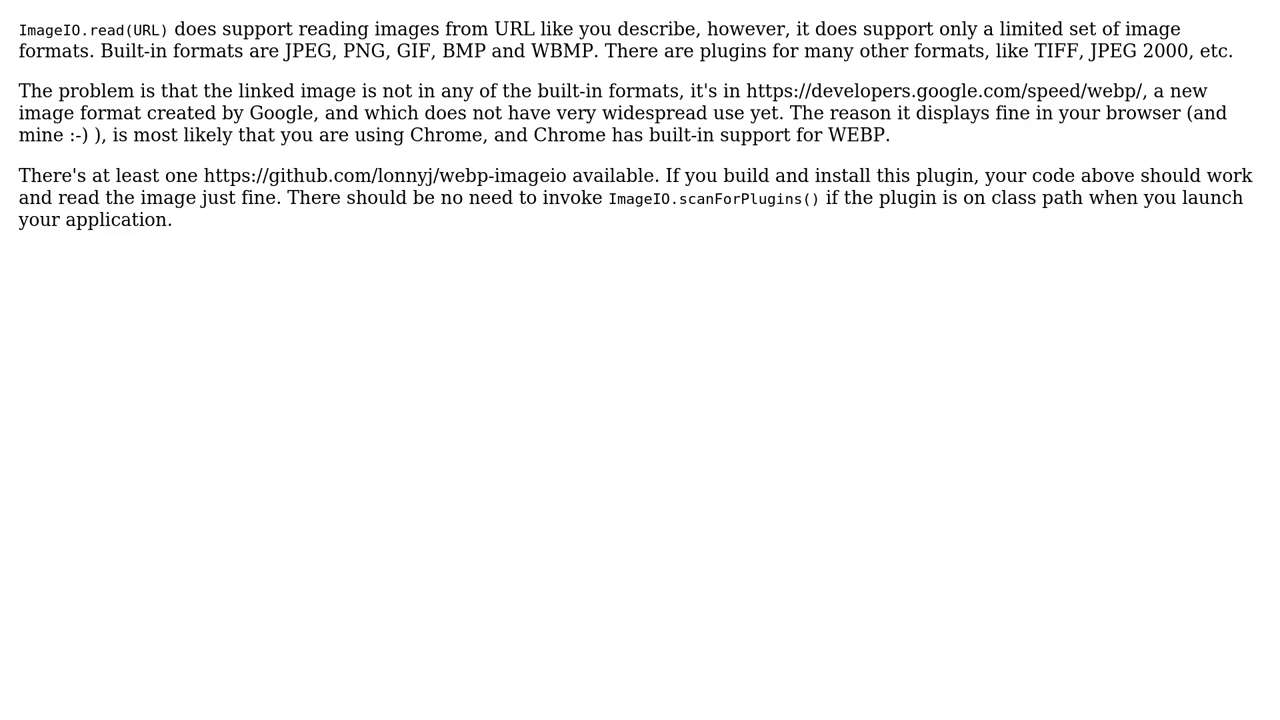 ImageIO.read(URL) does support reading images from URL like you describe, however, it does support only a limited set of image
formats. Built-in formats are JPEG, PNG, GIF, BMP and WBMP. There are plugins for many other formats, like TIFF, JPEG 2000, etc.
The problem is that the linked image is not in any of the built-in formats, it's in https://developers.google.com/speed/webp/, a new
image format created by Google, and which does not have very widespread use yet. The reason it displays fine in your browser (and
mine :-) ), is most likely that you are using Chrome, and Chrome has built-in support for WEBP.
There's at least one https://github.com/lonnyj/webp-imageio available. If you build and install this plugin, your code above should work
and read the image just fine. There should be no need to invoke ImageIO.scanForPlugins() if the plugin is on class path when you launch
your application.